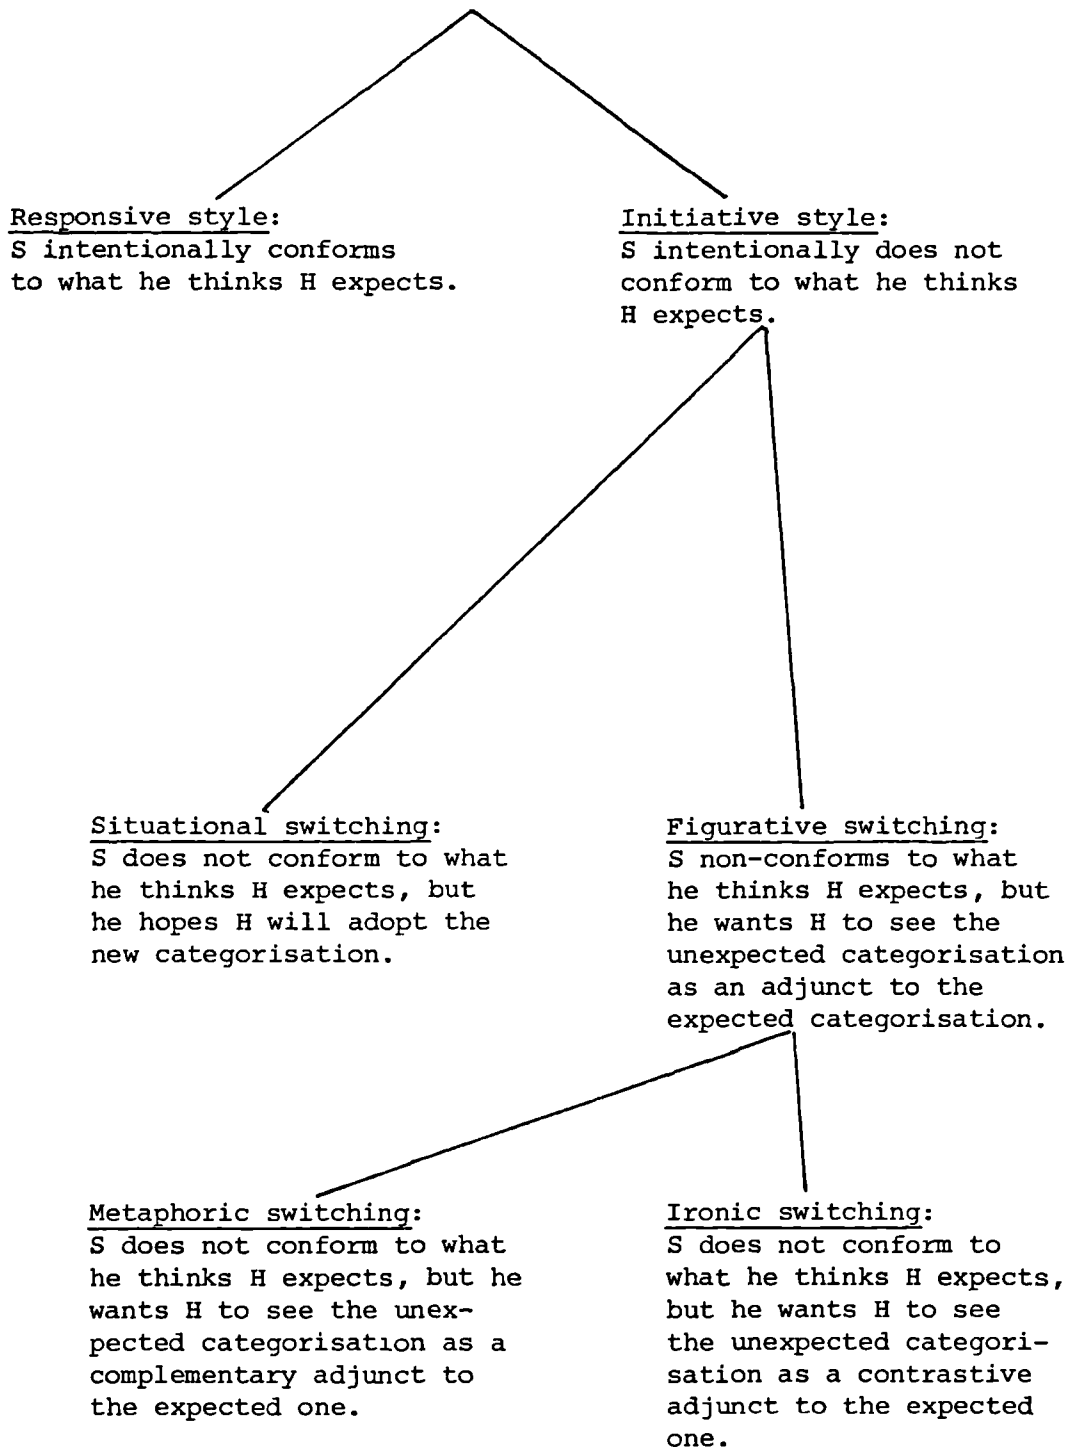 Responsive style:
S intentionally conforms
to what he thinks H expects.
Initiative style:
S intentionally does not
conform to what he thinks
H expects.
Situational switching:
S does not conform to what
he thinks H expects, but
he hopes H will adopt the
new categorisation.
Figurative switching:
S non-conforms to what
he thinks H expects, but
he wants H to see the
unexpected categorisation
as an adjunct to the
expected categorisation.
Metaphoric switching:
S does not conform to what
he thinks H expects, but he
wants H to see the unex-
pected categorisation as a
complementary adjunct to
the expected one.
Ironic switching:
S does not conform to
what he thinks H expects,
but he wants H to see
the unexpected categori-
sation as a contrastive
adjunct to the expected
one.